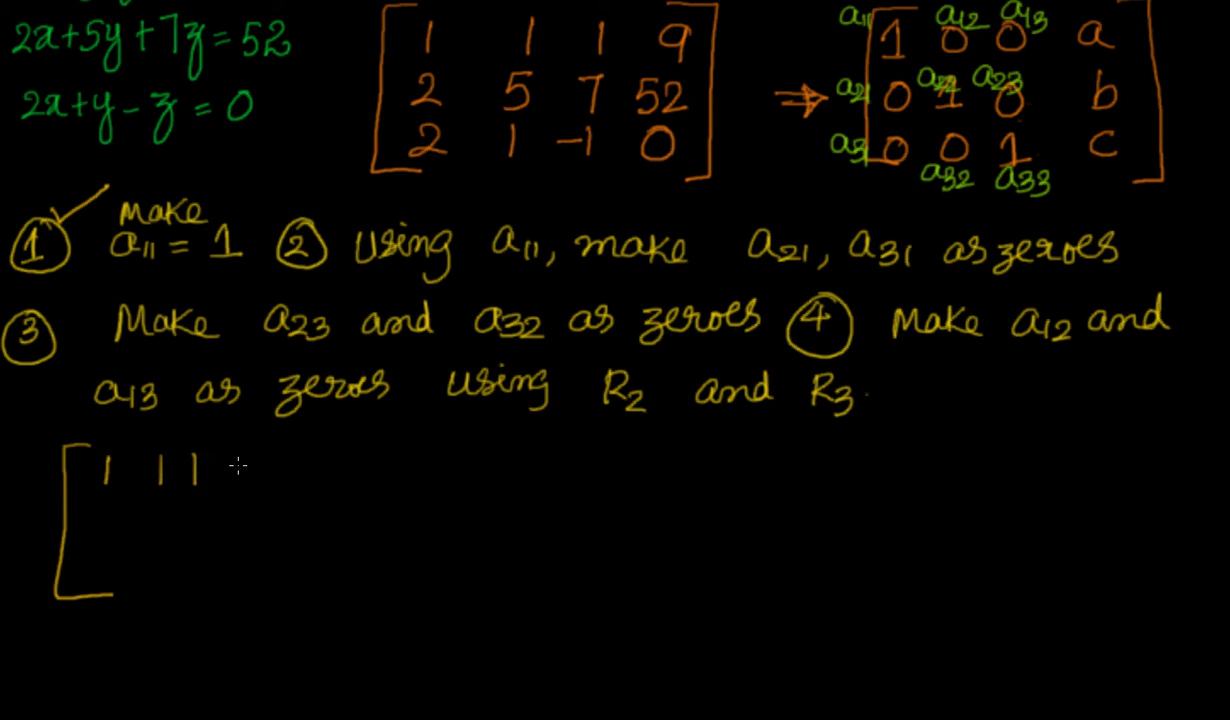 2x+5y+7z=52
2x+y-z=0
1 1 1 9
2 5 7 52
2 1 -1 0
⇒
a11 a12 a13
1 0 0 a
a21 a22 a23
0 1 0 b
a3
0 0 1 c
a32 a33
① Make a11 = 1 ② Using a11, make a21, a31 as zeroes
③ Make a23 and a32 as zeroes ④ Make a12 and
a13 as zeroes using R2 and R3.
1 1 1